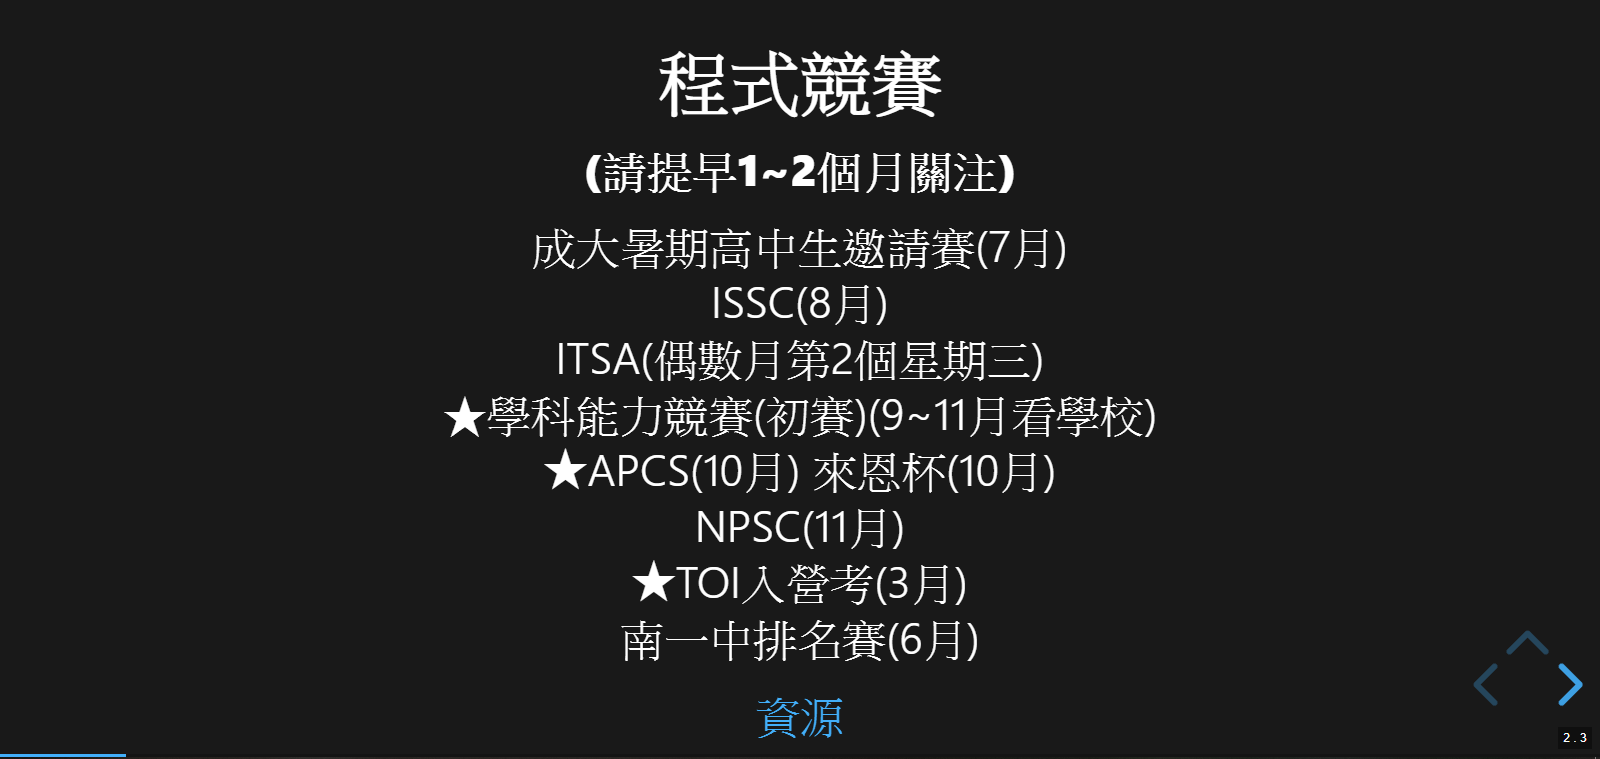 程式競賽
(請提早1~2個月關注)
成大暑期高中生邀請賽(7月)
ISSC(8月)
ITSA(偶數月第2個星期三)
★學科能力競賽(初賽)(9~11月看學校)
★APCS(10月) 來恩杯(10月)
NPSC(11月)
★TOI入營考(3月)
南一中排名賽(6月)
資源
2.3